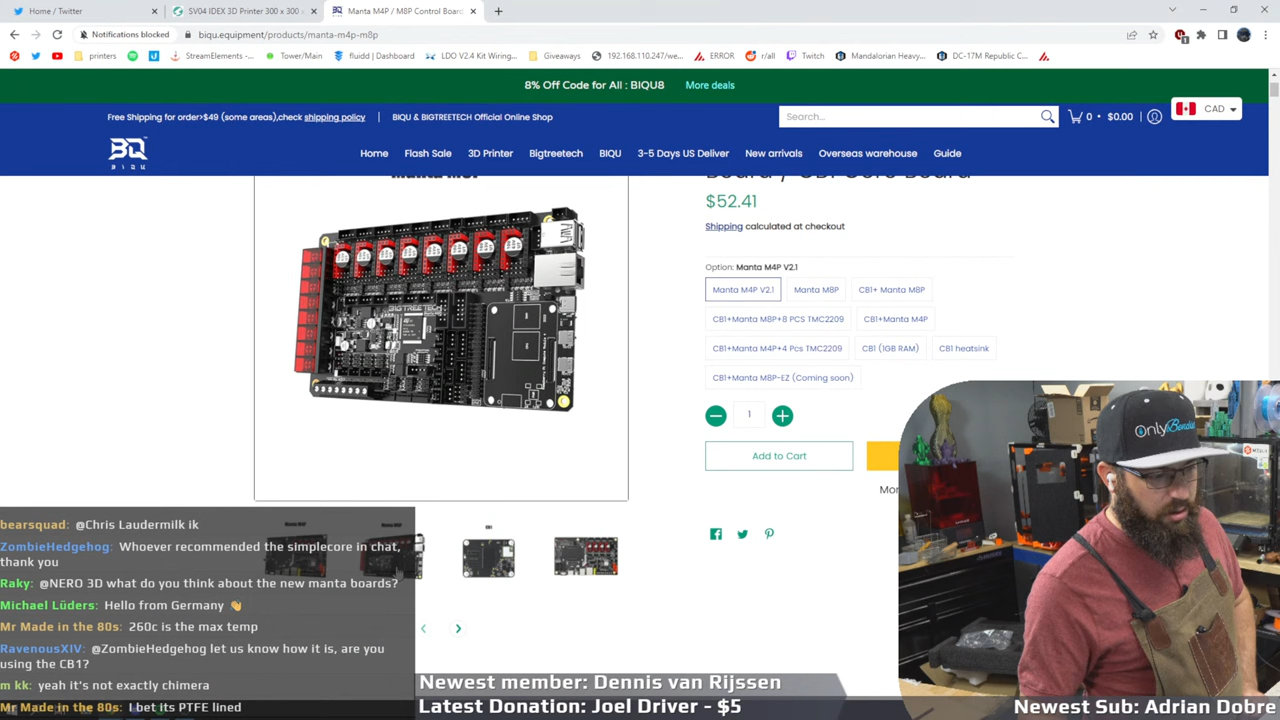 Home / Twitter
SV04 IDEX 3D Printer 300 x 300 x
Manta M4P / M8P Control Board
Notifications blocked
biqu.equipment/products/manta-m4p-m8p
printers
StreamElements -...
Tower/Main
fluidd | Dashboard
LDO V2.4 Kit Wiring...
Giveaways
192.168.110.247/we...
ERROR
r/all
Twitch
Mandalorian Heavy...
DC-17M Republic C...
8% Off Code for All : BIQU8
More deals
Free Shipping for order>$49 (some areas),check shipping policy
BIQU & BIGTREETECH Official Online Shop
Search...
0 • $0.00
CAD
BIQU
Home
Flash Sale
3D Printer
Bigtreetech
BIQU
3-5 Days US Deliver
New arrivals
Overseas warehouse
Guide
Manta M8P
Board / CB1 Core Board
$52.41
Shipping calculated at checkout
Option: Manta M4P V2.1
Manta M4P V2.1
Manta M8P
CB1+ Manta M8P
CB1+Manta M8P+8 PCS TMC2209
CB1+Manta M4P
CB1+Manta M4P+4 Pcs TMC2209
CB1 (1GB RAM)
CB1 heatsink
CB1+Manta M8P-EZ (Coming soon)
1
Add to Cart
Mor
BIGTREETECH
OnlyBenchys
bearsquad: @Chris Laudermilk ik
ZombieHedgehog: Whoever recommended the simplecore in chat,
thank you
Raky: @NERO 3D what do you think about the new manta boards?
Michael Lüders: Hello from Germany 👋
Mr Made in the 80s: 260c is the max temp
RavenousXIV: @ZombieHedgehog let us know how it is, are you
using the CB1?
m kk: yeah it's not exactly chimera
Mr Made in the 80s: I bet its PTFE lined
Newest member: Dennis van Rijssen
Latest Donation: Joel Driver - $5
Newest Sub: Adrian Dobre